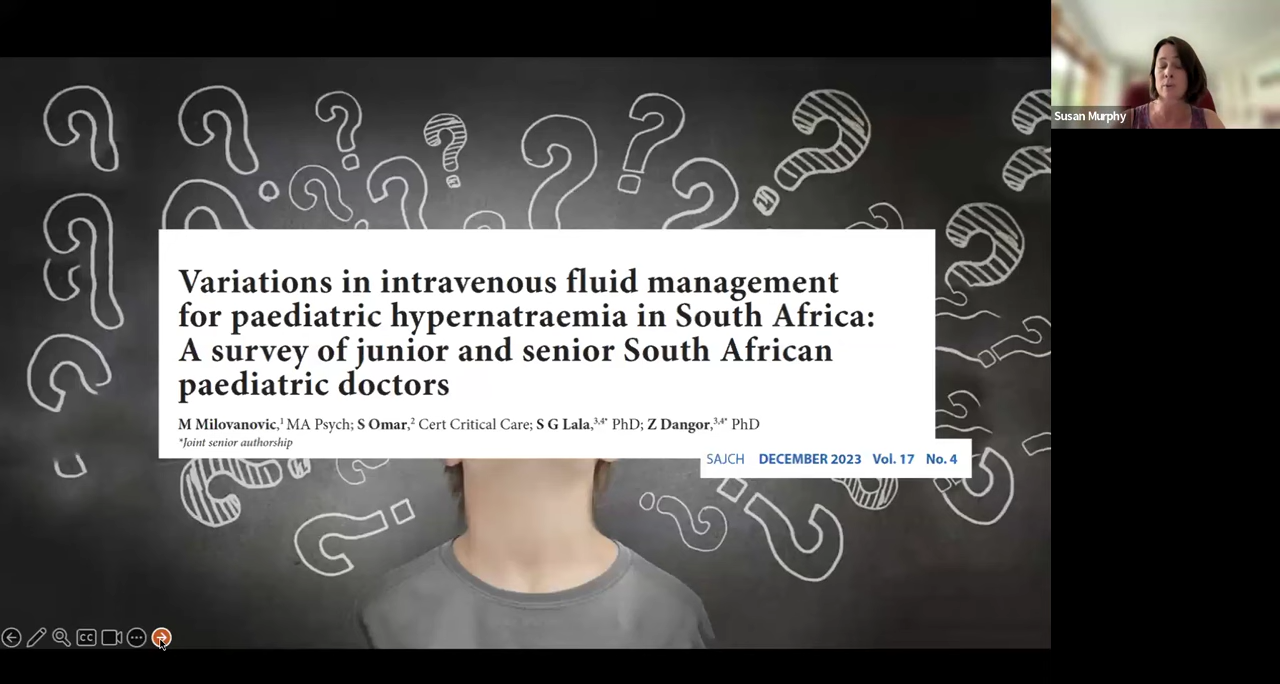 Variations in intravenous fluid management
for paediatric hypernatraemia in South Africa:
A survey of junior and senior South African
paediatric doctors
M Milovanovic,¹ MA Psych; S Omar,² Cert Critical Care; S G Lala,³,⁴* PhD; Z Dangor,³,⁴* PhD
*Joint senior authorship
SAJCH DECEMBER 2023 Vol. 17 No. 4
Susan Murphy
CC